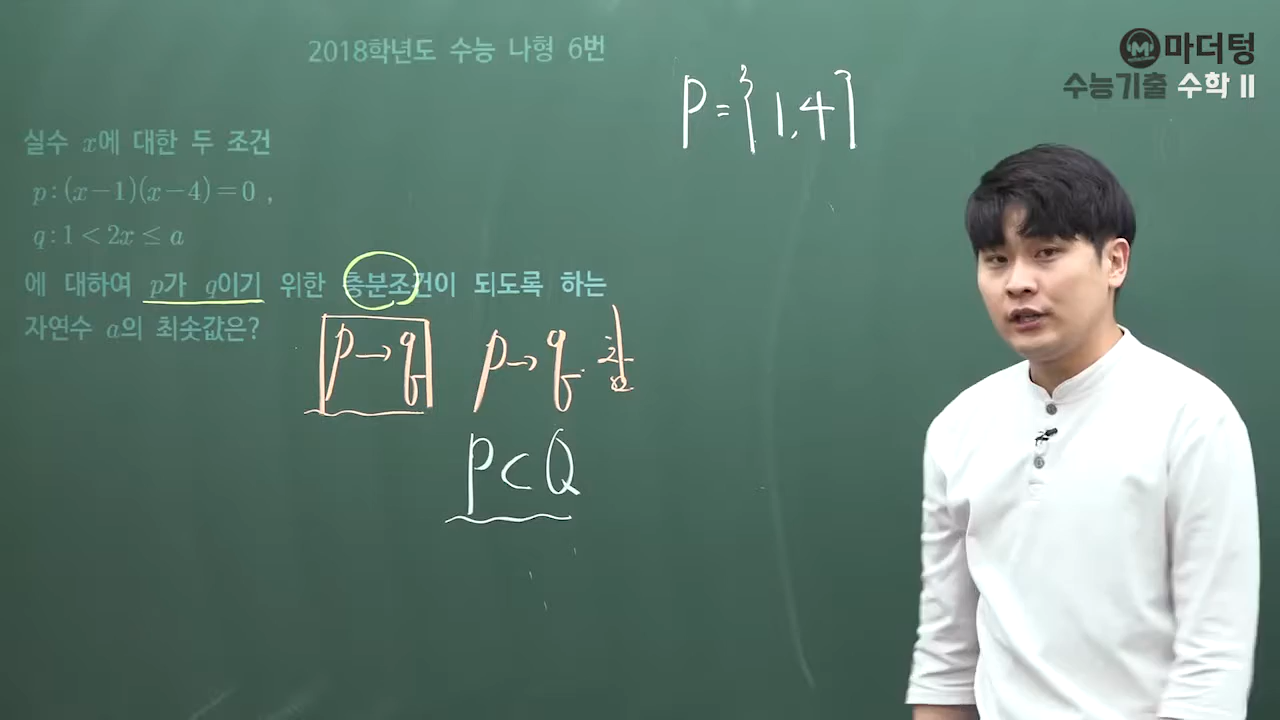 2018학년도 수능 나형 6번
마더텅
수능기출 수학 II
P={1,4}
실수 x에 대한 두 조건
p:(x-1)(x-4)=0 ,
q:1<2x≤a
에 대하여 p가 q이기 위한 충분조건이 되도록 하는
자연수 a의 최솟값은?
p→q p→q. 참
P⊂Q